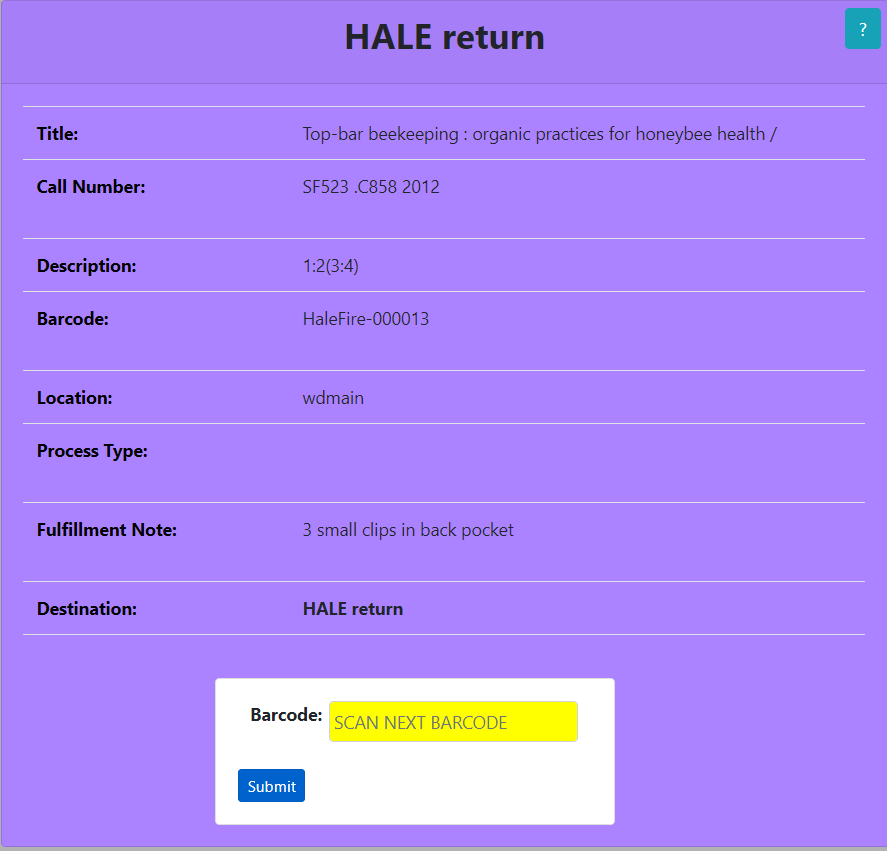 HALE return
?
Title: Top-bar beekeeping : organic practices for honeybee health /
Call Number: SF523 .C858 2012
Description: 1:2(3:4)
Barcode: HaleFire-000013
Location: wdmain
Process Type:
Fulfillment Note: 3 small clips in back pocket
Destination: HALE return
Barcode: SCAN NEXT BARCODE
Submit